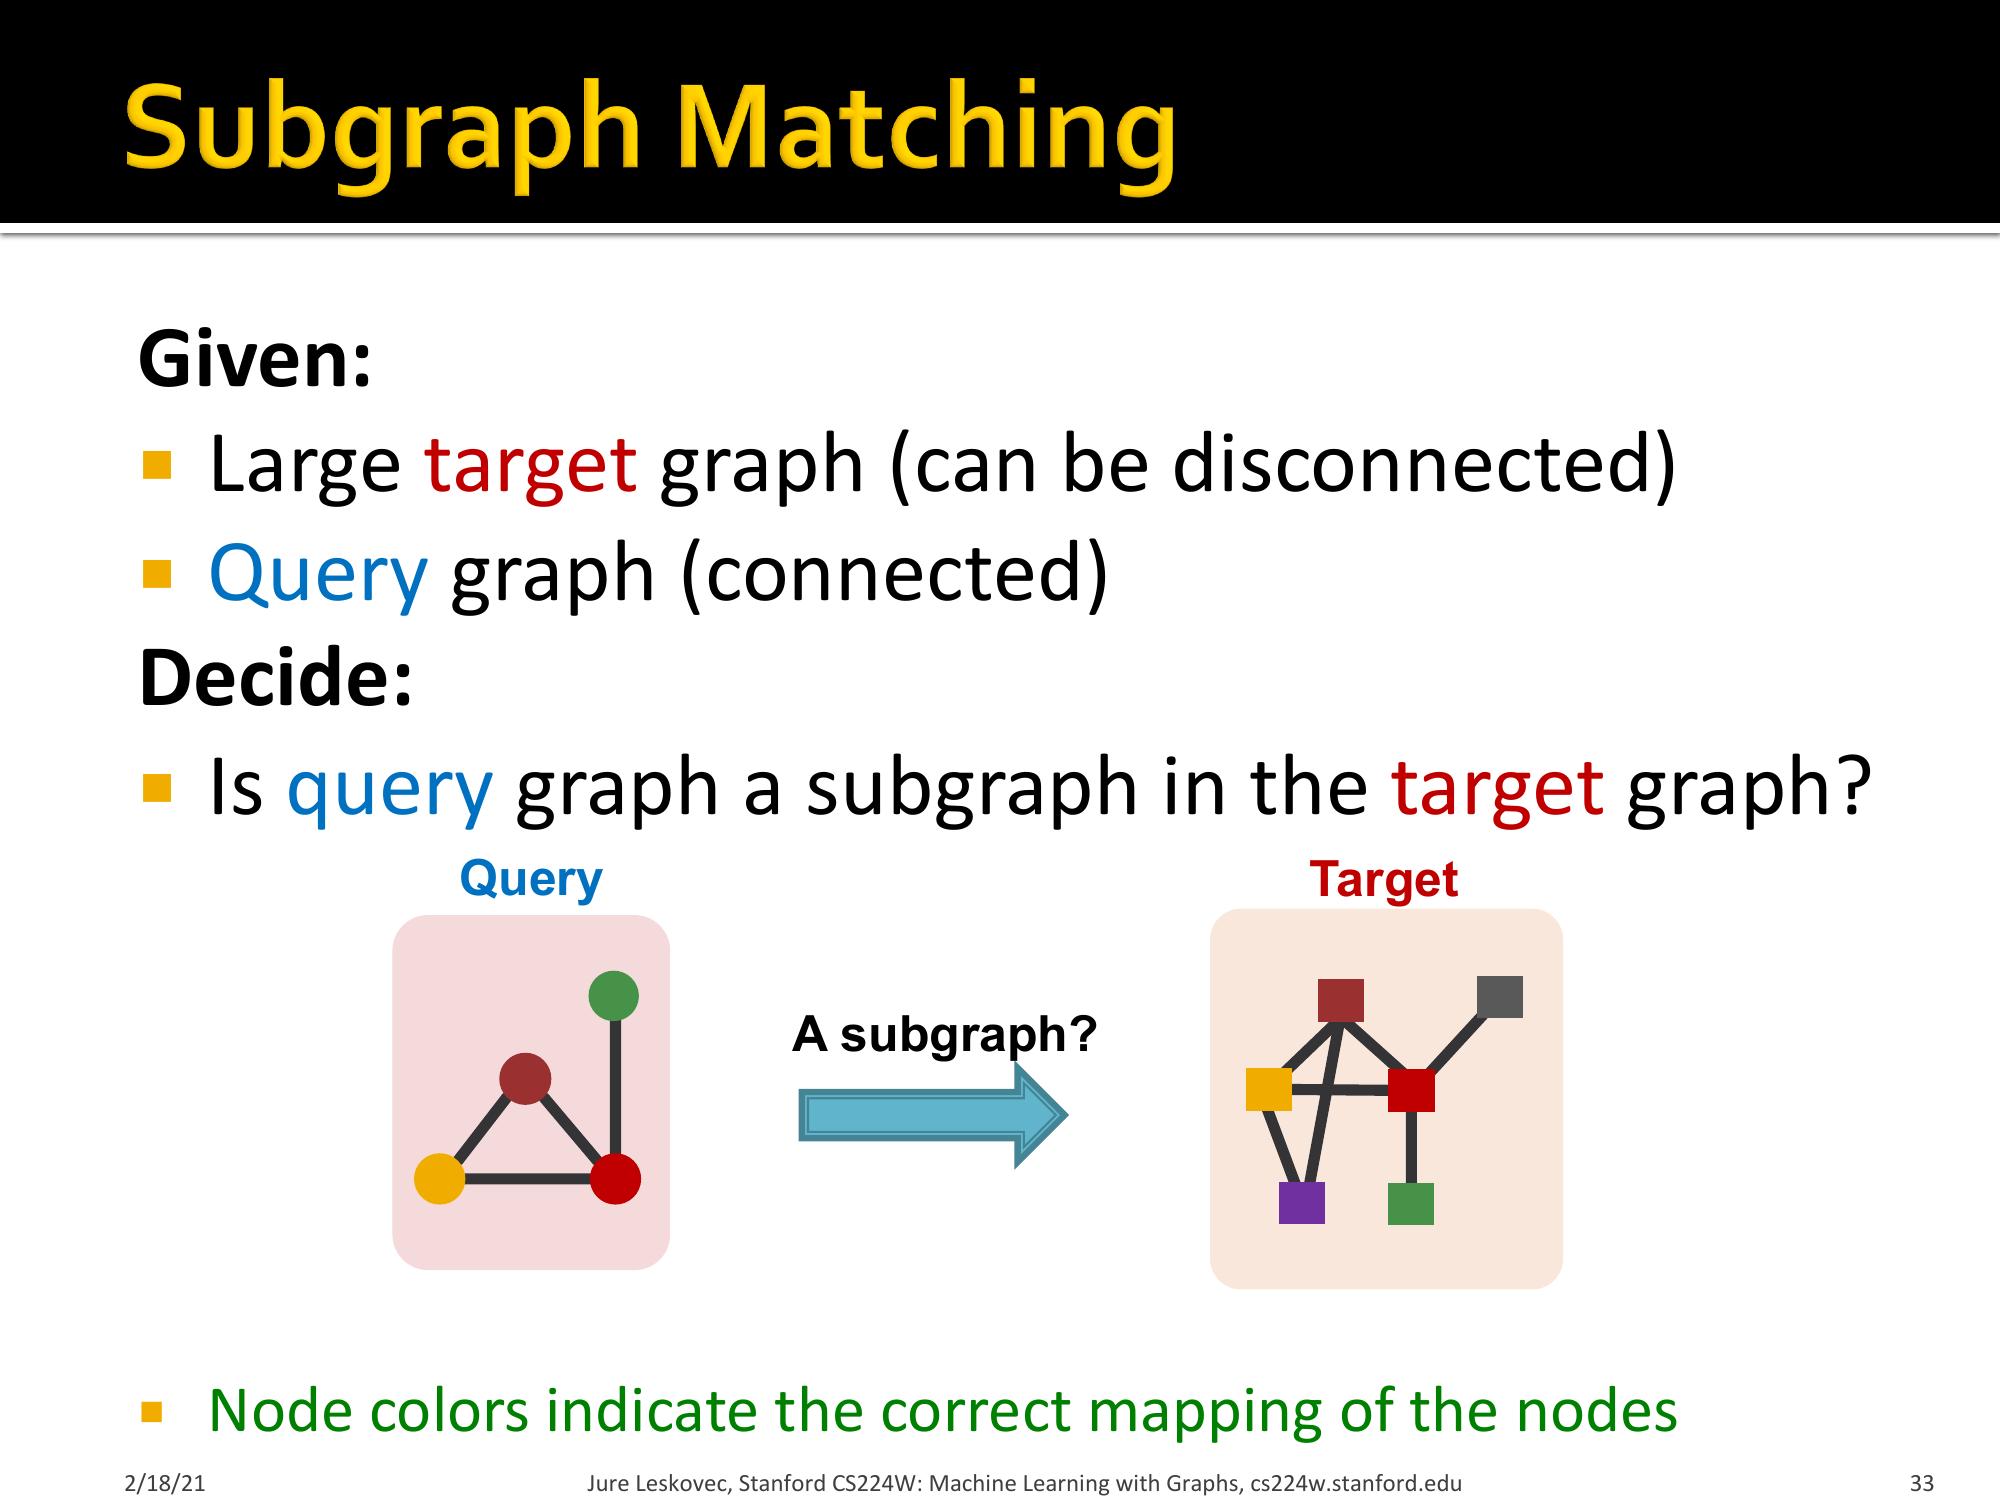 Subgraph Matching
Given:
Large target graph (can be disconnected)
Query graph (connected)
Decide:
Is query graph a subgraph in the target graph?
Query
Target
A subgraph?
Node colors indicate the correct mapping of the nodes
2/18/21
Jure Leskovec, Stanford CS224W: Machine Learning with Graphs, cs224w.stanford.edu
33